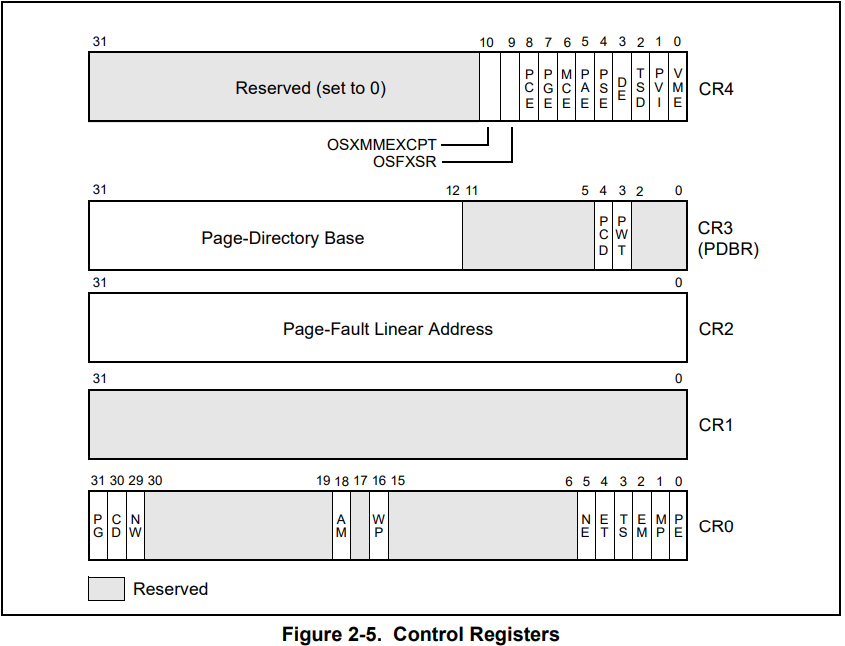 31 10 9 8 7 6 5 4 3 2 1 0
Reserved (set to 0) PCE PGE MCE PAE PSE DE TSD PVI VME CR4
OSXMMEXCPT
OSFXSR
31 12 11 5 4 3 2 0
Page-Directory Base PCD PWT CR3
(PDBR)
31 0
Page-Fault Linear Address CR2
31 0
CR1
31 30 29 30 19 18 17 16 15 6 5 4 3 2 1 0
PG CD NW AM WP NE ET TS EM MP PE CR0
Reserved
Figure 2-5. Control Registers